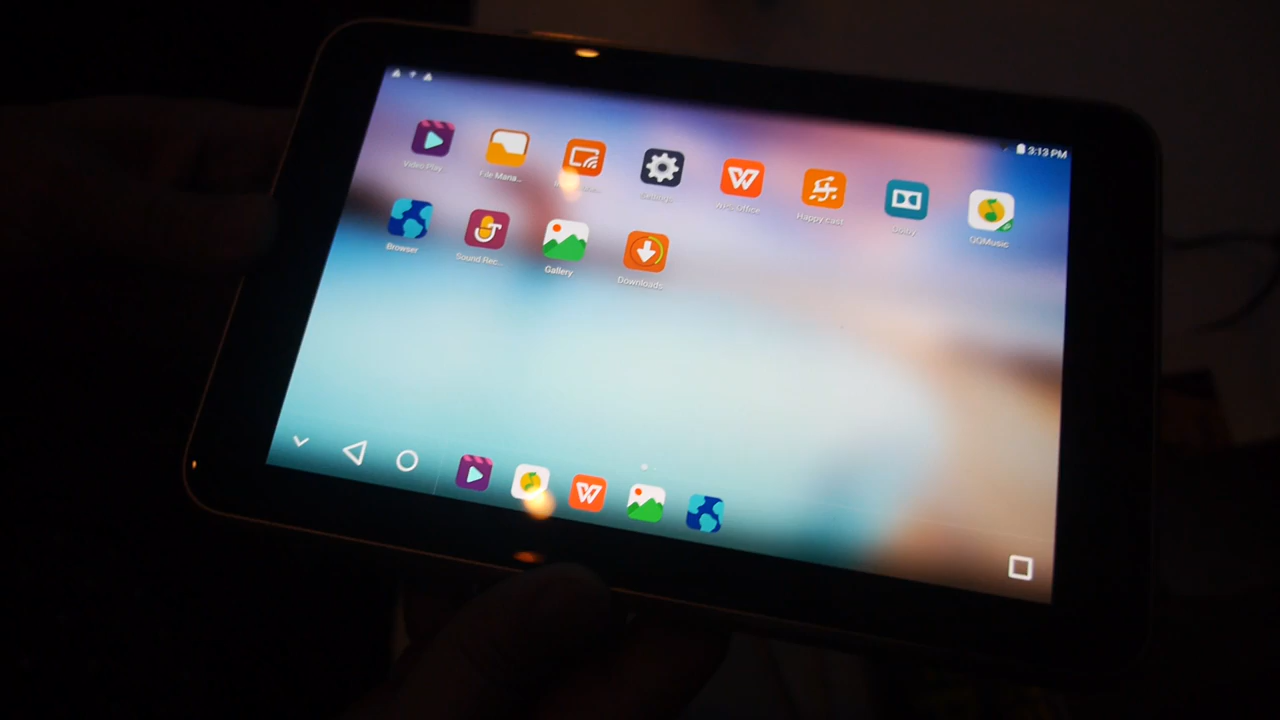 3:13 PM
Video Play..
File Mana...
Settings
WPS Office
Happy cast
Dolby
QQMusic
Browser
Sound Rec...
Gallery
Downloads